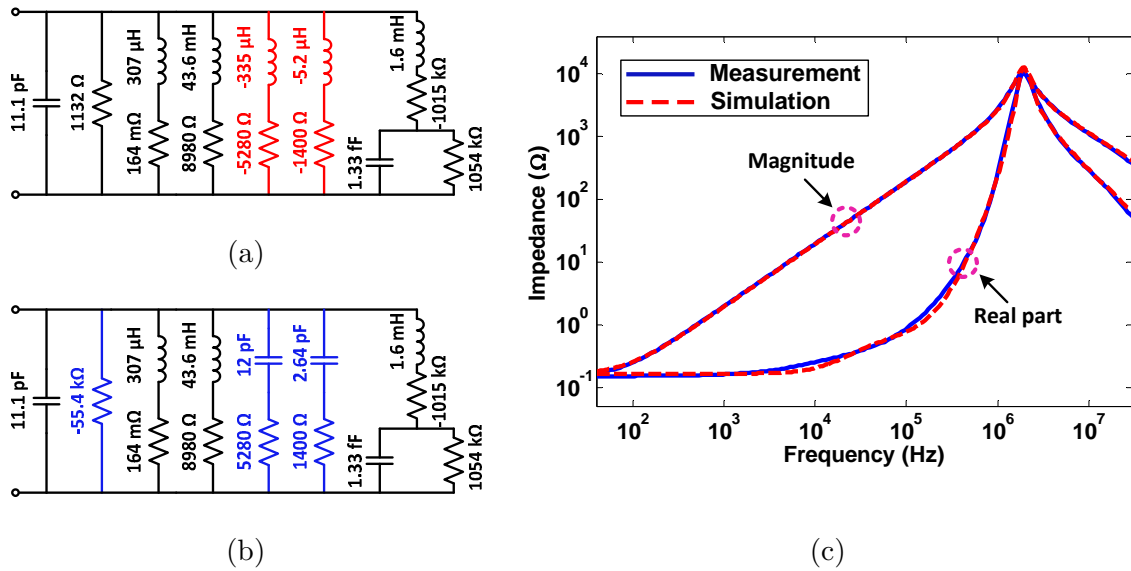 11.1 pF
1132 Ω
307 μH
164 mΩ
43.6 mH
8980 Ω
-335 μH
-5280 Ω
-5.2 μH
-1400 Ω
1.6 mH
-1015 kΩ
1.33 fF
1054 kΩ
(a)
11.1 pF
-55.4 kΩ
307 μH
164 mΩ
43.6 mH
8980 Ω
12 pF
5280 Ω
2.64 pF
1400 Ω
1.6 mH
-1015 kΩ
1.33 fF
1054 kΩ
(b)
Measurement
Simulation
Magnitude
Real part
Impedance (Ω)
10^4
10^3
10^2
10^1
10^0
10^-1
10^2 10^3 10^4 10^5 10^6 10^7
Frequency (Hz)
(c)